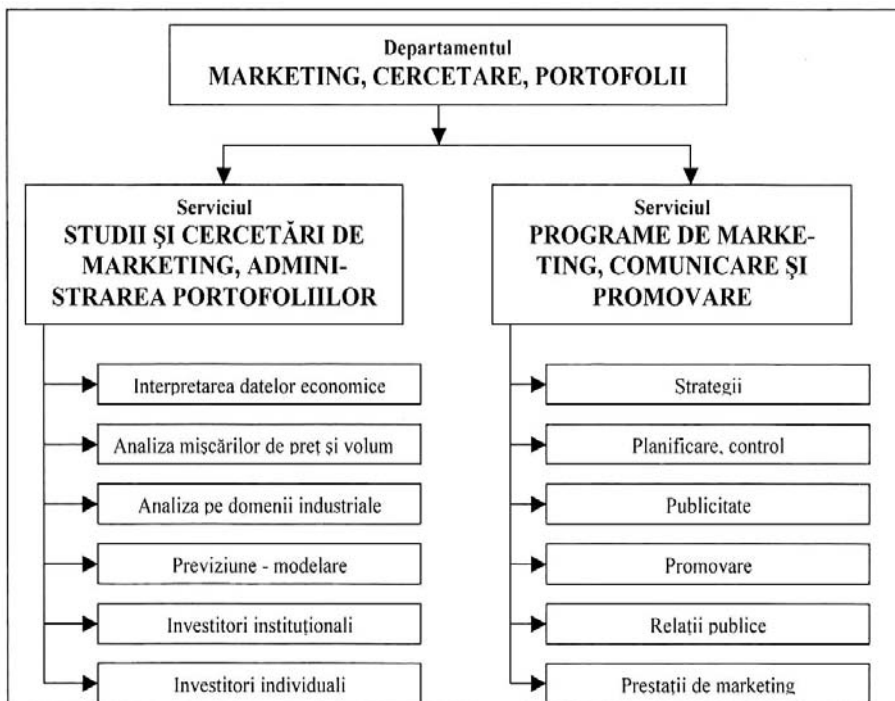 Departamentul
MARKETING, CERCETARE, PORTOFOLII
Serviciul
STUDII ŞI CERCETĂRI DE
MARKETING, ADMINI-
STRAREA PORTOFOLIILOR
Interpretarea datelor economice
Analiza mişcărilor de preţ şi volum
Analiza pe domenii industriale
Previziune - modelare
Investitori instituţionali
Investitori individuali
Serviciul
PROGRAME DE MARKE-
TING, COMUNICARE ŞI
PROMOVARE
Strategii
Planificare, control
Publicitate
Promovare
Relaţii publice
Prestaţii de marketing